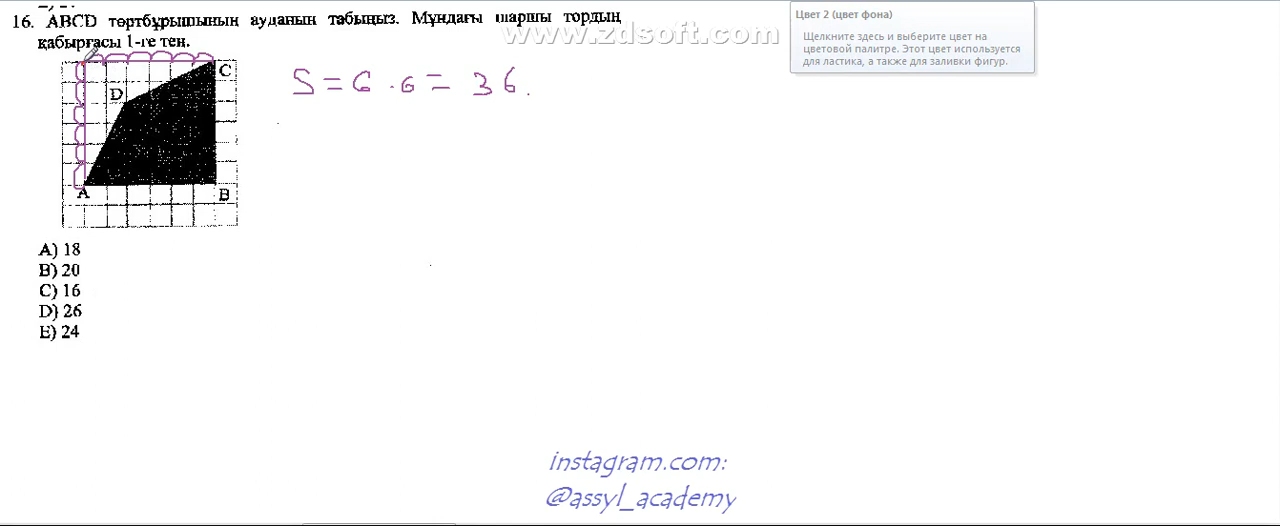 16. ABCD төртбұрышынын ауданын табыңыз. Мұндағы шаршы тордың
қабырғасы 1-ге тең.
C
D
A
B
S = 6 · 6 = 36.
A) 18
B) 20
C) 16
D) 26
E) 24
www.zdsoft.com
Цвет 2 (цвет фона)
Щелкните здесь и выберите цвет на
цветовой палитре. Этот цвет используется
для ластика, а также для заливки фигур.
instagram.com:
@assyl_academy